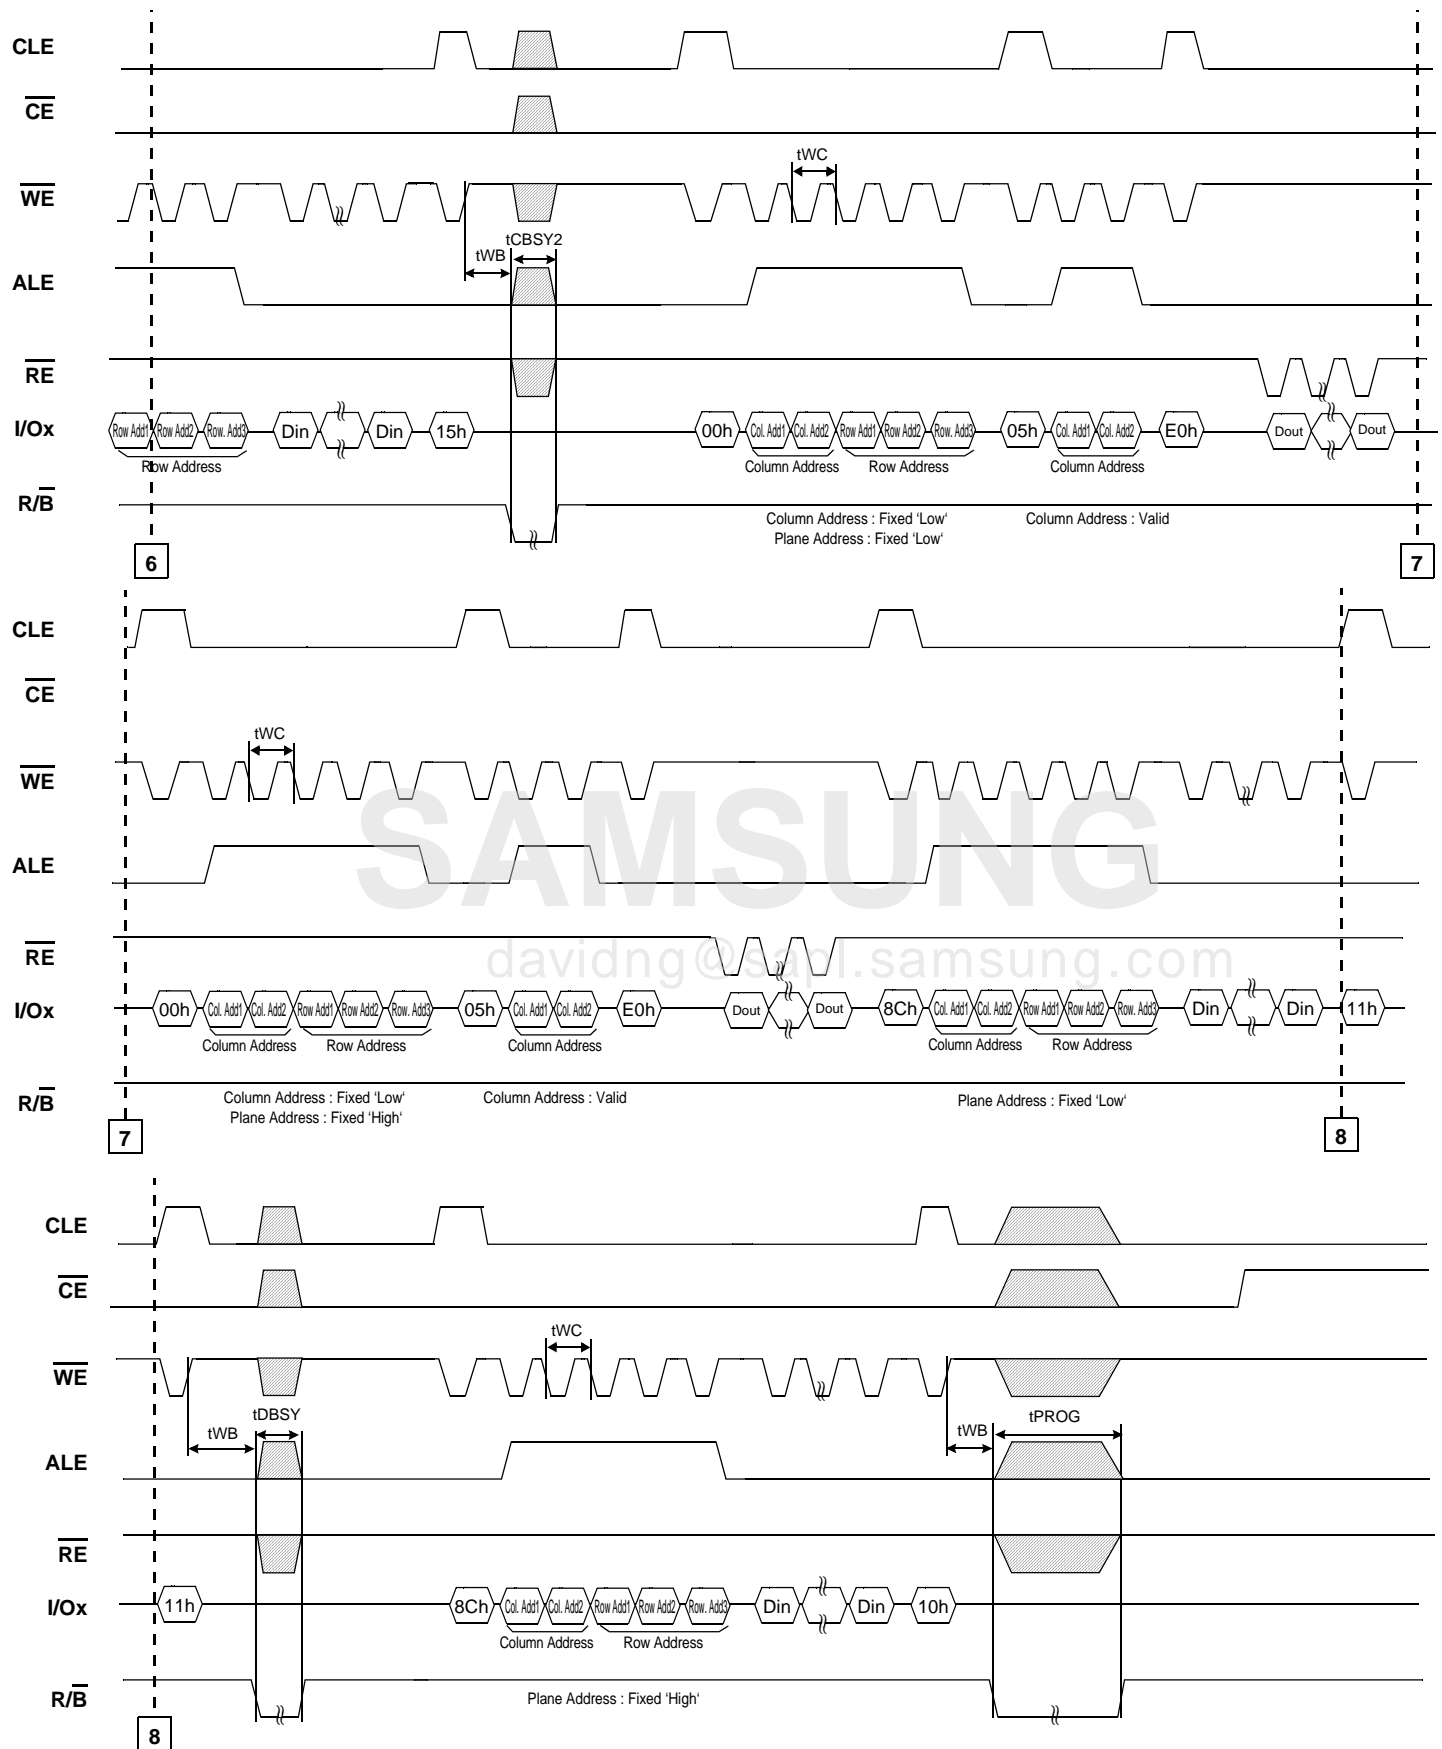 CLE
CE
tWC
WE
tCBSY2
tWB
ALE
RE
I/Ox
Row Add1 Row Add2 Row. Add3 Din Din 15h 00h Col. Add1 Col. Add2 Row Add1 Row Add2 Row. Add3 05h Col. Add1 Col. Add2 E0h Dout Dout
Row Address Column Address Row Address Column Address
R/B
Column Address : Fixed ‘Low‘ Column Address : Valid
Plane Address : Fixed ‘Low‘
6 7
CLE
CE
tWC
WE
SAMSUNG
ALE
RE
davidng@sapl.samsung.com
I/Ox
00h Col. Add1 Col. Add2 Row Add1 Row Add2 Row. Add3 05h Col. Add1 Col. Add2 E0h Dout Dout 8Ch Col. Add1 Col. Add2 Row Add1 Row Add2 Row. Add3 Din Din 11h
Column Address Row Address Column Address Column Address Row Address
R/B
Column Address : Fixed ‘Low‘ Column Address : Valid Plane Address : Fixed ‘Low‘
Plane Address : Fixed ‘High‘
7 8
CLE
CE
tWC
WE
tDBSY tPROG
tWB tWB
ALE
RE
I/Ox
11h 8Ch Col. Add1 Col. Add2 Row Add1 Row Add2 Row. Add3 Din Din 10h
Column Address Row Address
R/B
Plane Address : Fixed ‘High‘
8